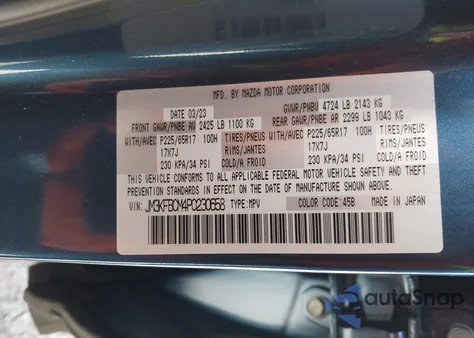 MFG. BY MAZDA MOTOR CORPORATION
DATE 03/23 GVWR/PNBV 4724 LB 2143 KG
FRONT GAWR/PNBE AV 2425 LB 1100 KG REAR GAWR/PNBE AR 2299 LB 1043 KG
WITH/AVEC P225/65R17 100H TIRES/PNEUS WITH/AVEC P225/65R17 100H TIRES/PNEUS
17X7J RIMS/JANTES 17X7J RIMS/JANTES
230 KPA/34 PSI COLD/A FROID 230 KPA/34 PSI COLD/A FROID
THIS VEHICLE CONFORMS TO ALL APPLICABLE FEDERAL MOTOR VEHICLE SAFETY
STANDARDS IN EFFECT ON THE DATE OF MANUFACTURE SHOWN ABOVE.
VIN: JM3KFBCM4P0230658 TYPE: MPV COLOR CODE: 45B MADE IN JAPAN
autoSnap